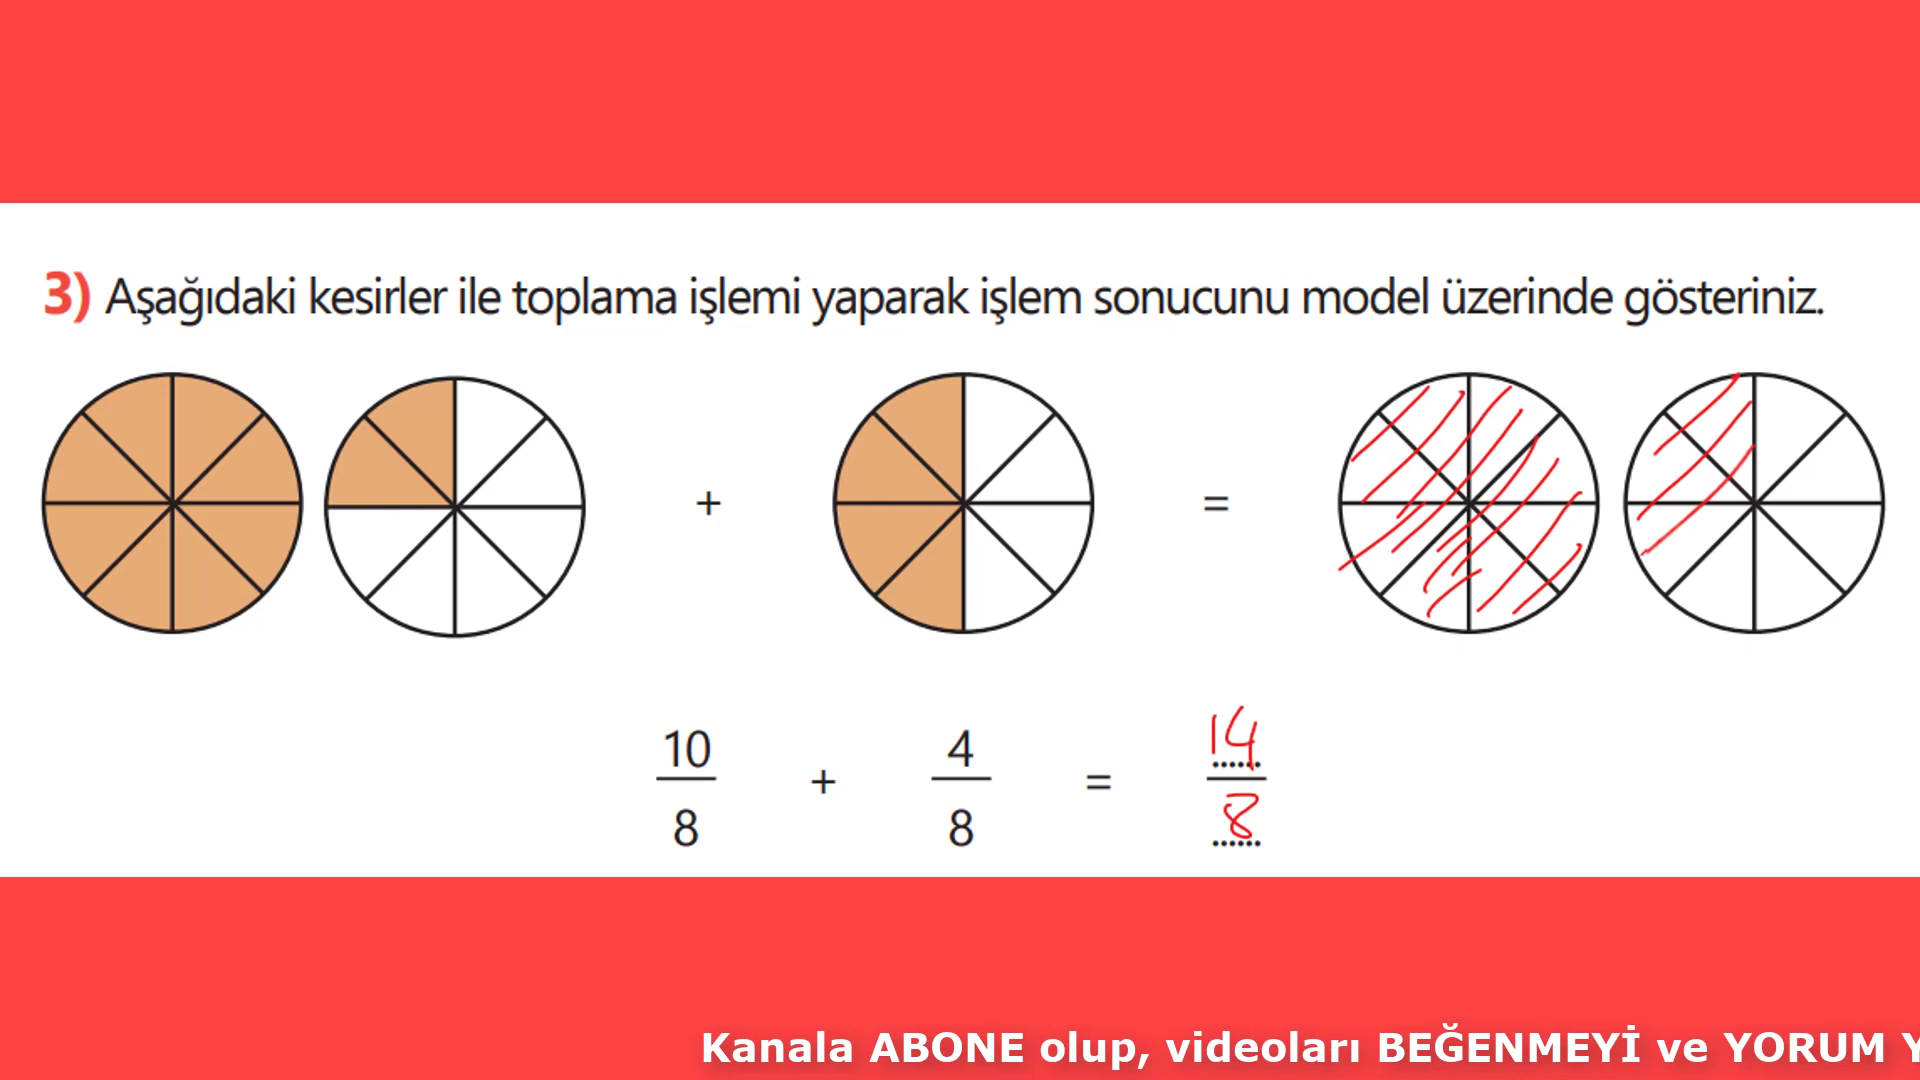 3) Aşağıdaki kesirler ile toplama işlemi yaparak işlem sonucunu model üzerinde gösteriniz.
+ =
10 4 14
+ =
8 8 8
Kanala ABONE olup, videoları BEĞENMEYİ ve YORUM